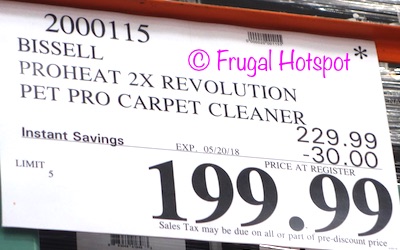 2000115
© Frugal Hotspot *
BISSELL
PROHEAT 2X REVOLUTION
PET PRO CARPET CLEANER
229.99
Instant Savings EXP. 05/20/18 -30.00
PRICE AT REGISTER
LIMIT 5
199.99
Sales Tax may be due on all or part of pre-discount price